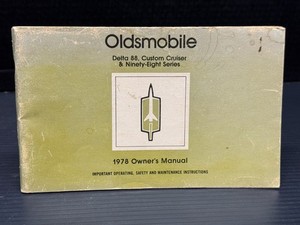 Oldsmobile
Delta 88, Custom Cruiser
& Ninety-Eight Series
1978 Owner's Manual
IMPORTANT OPERATING, SAFETY AND MAINTENANCE INSTRUCTIONS